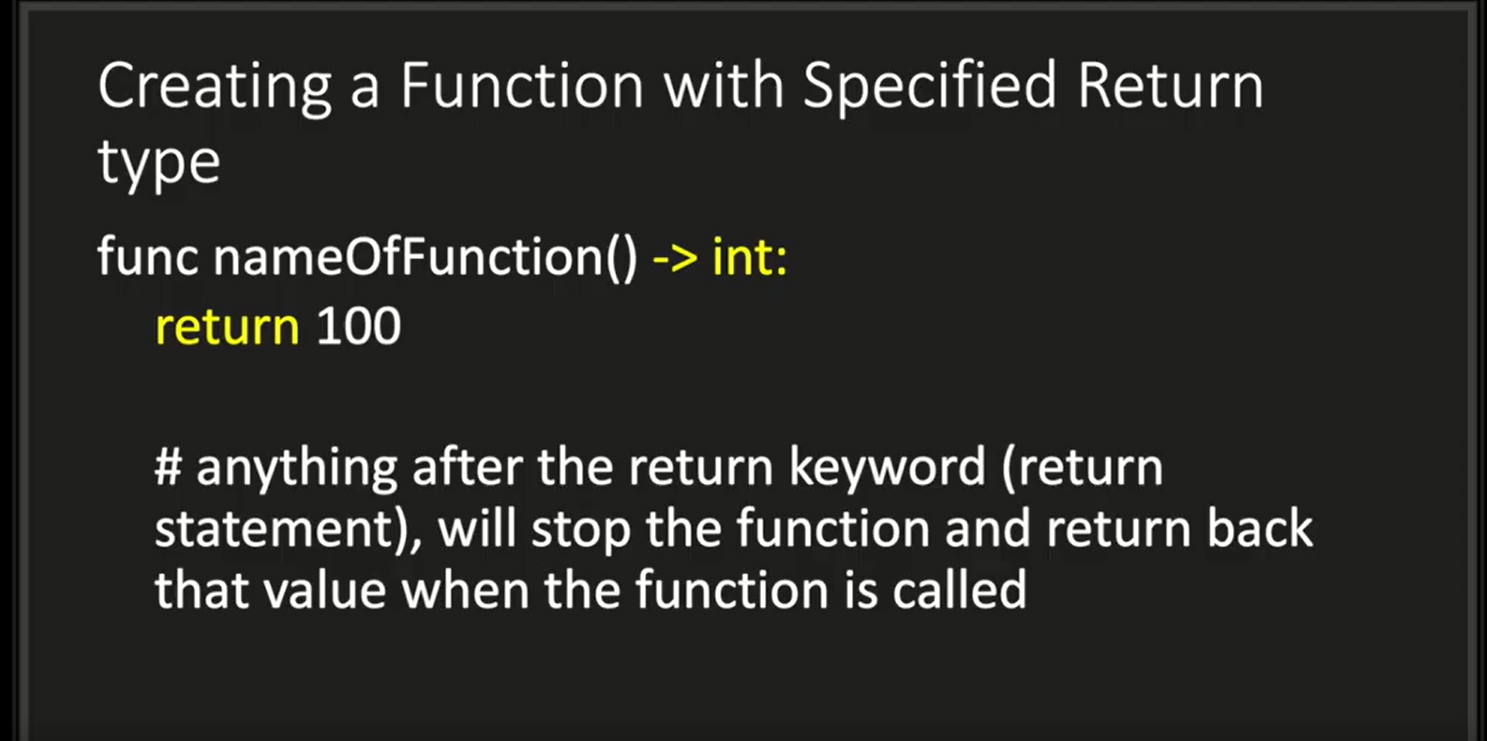 Creating a Function with Specified Return
type
func nameOfFunction() -> int:
return 100
# anything after the return keyword (return
statement), will stop the function and return back
that value when the function is called